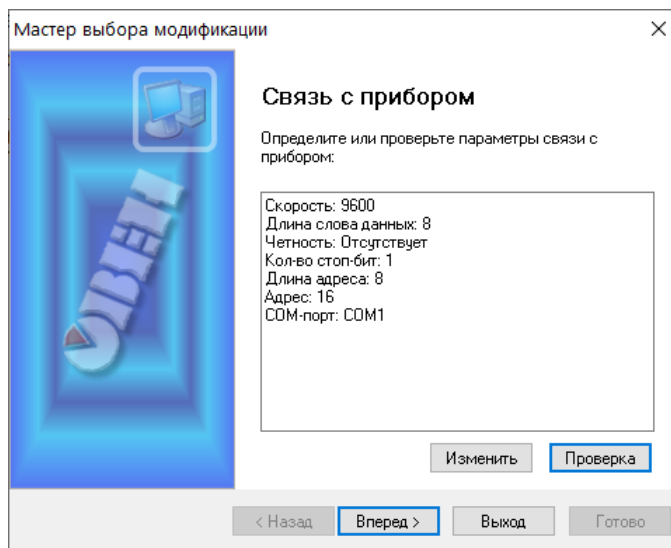 Мастер выбора модификации
ОВЕН
Связь с прибором
Определите или проверьте параметры связи с
прибором:
Скорость: 9600
Длина слова данных: 8
Четность: Отсутствует
Кол-во стоп-бит: 1
Длина адреса: 8
Адрес: 16
COM-порт: COM1
Изменить Проверка
< Назад Вперед > Выход Готово